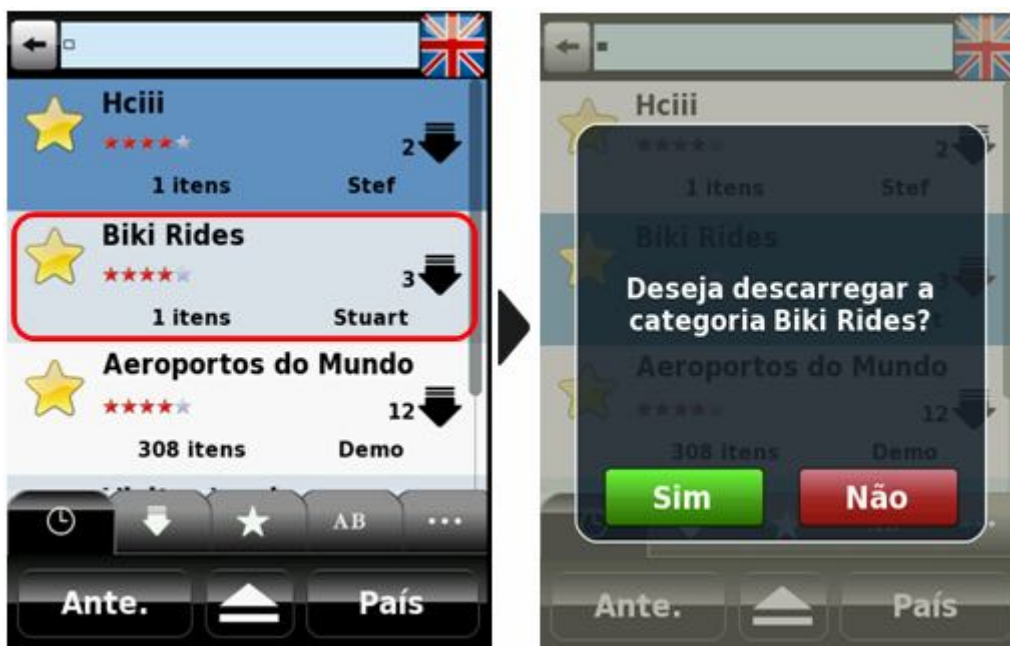 Hciii
2
1 itens Stef
Biki Rides
3
1 itens Stuart
Aeroportos do Mundo
12
308 itens Demo
AB
Ante. País
Hciii
2
1 itens Stef
Biki Rides
3
Deseja descarregar a
categoria Biki Rides?
Aeroportos do Mundo
12
308 itens Demo
Sim Não
Ante. País